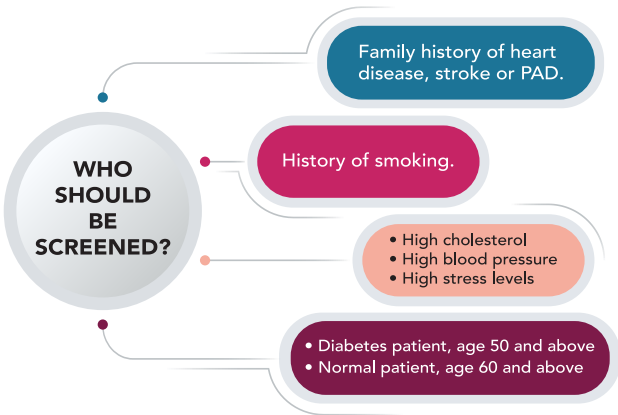 WHO
SHOULD
BE
SCREENED?
Family history of heart
disease, stroke or PAD.
History of smoking.
• High cholesterol
• High blood pressure
• High stress levels
• Diabetes patient, age 50 and above
• Normal patient, age 60 and above